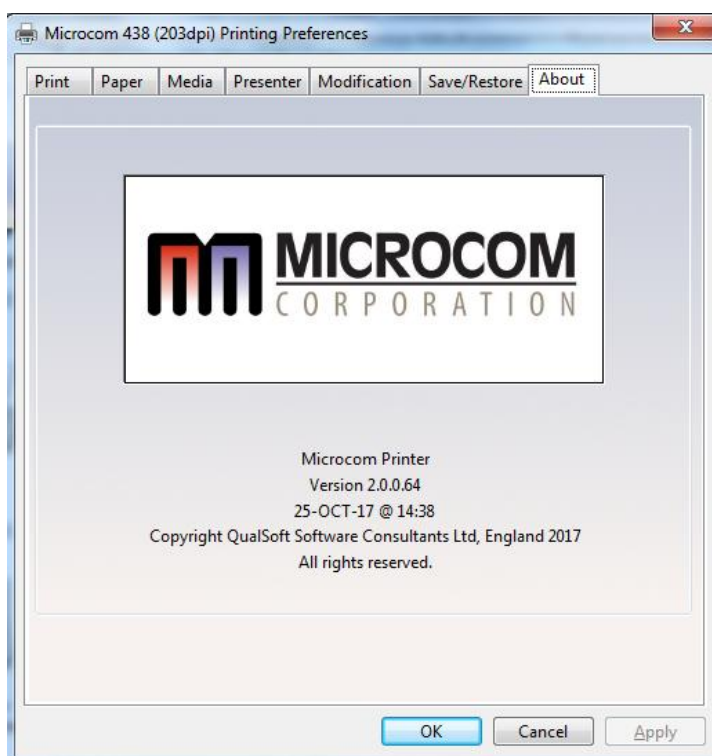 Microcom 438 (203dpi) Printing Preferences
Print Paper Media Presenter Modification Save/Restore About
MICROCOM
CORPORATION
Microcom Printer
Version 2.0.0.64
25-OCT-17 @ 14:38
Copyright QualSoft Software Consultants Ltd, England 2017
All rights reserved.
OK Cancel Apply